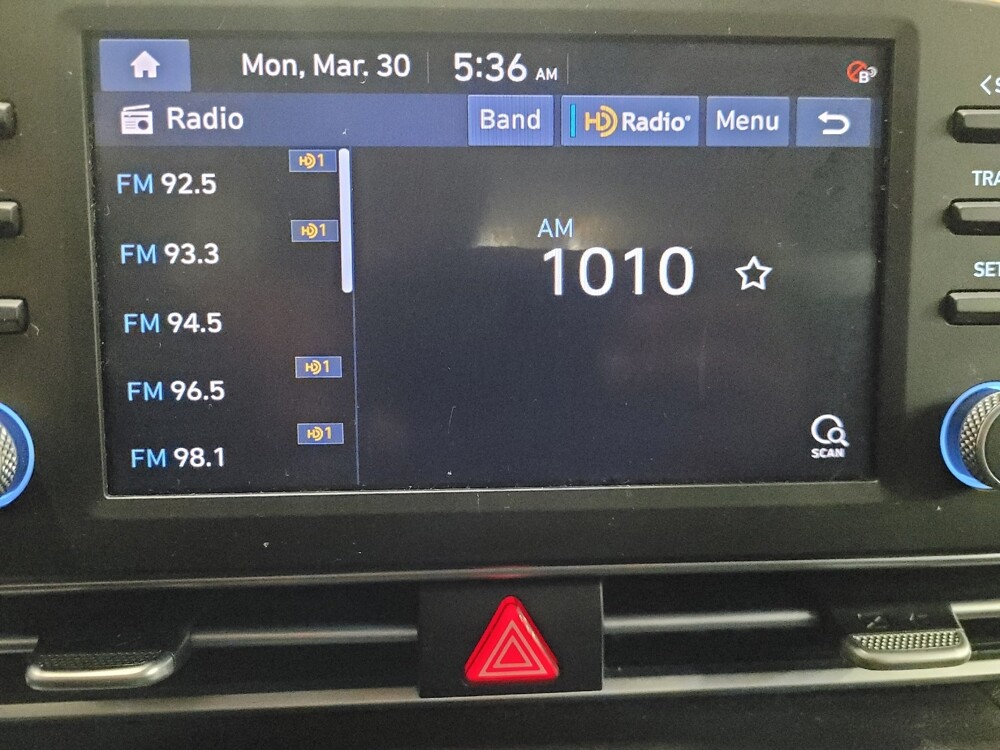 Mon, Mar. 30 5:36 AM
Radio Band HD Radio® Menu
HD1
FM 92.5
HD1
FM 93.3
FM 94.5
HD1
FM 96.5
HD1
FM 98.1
AM
1010
SCAN